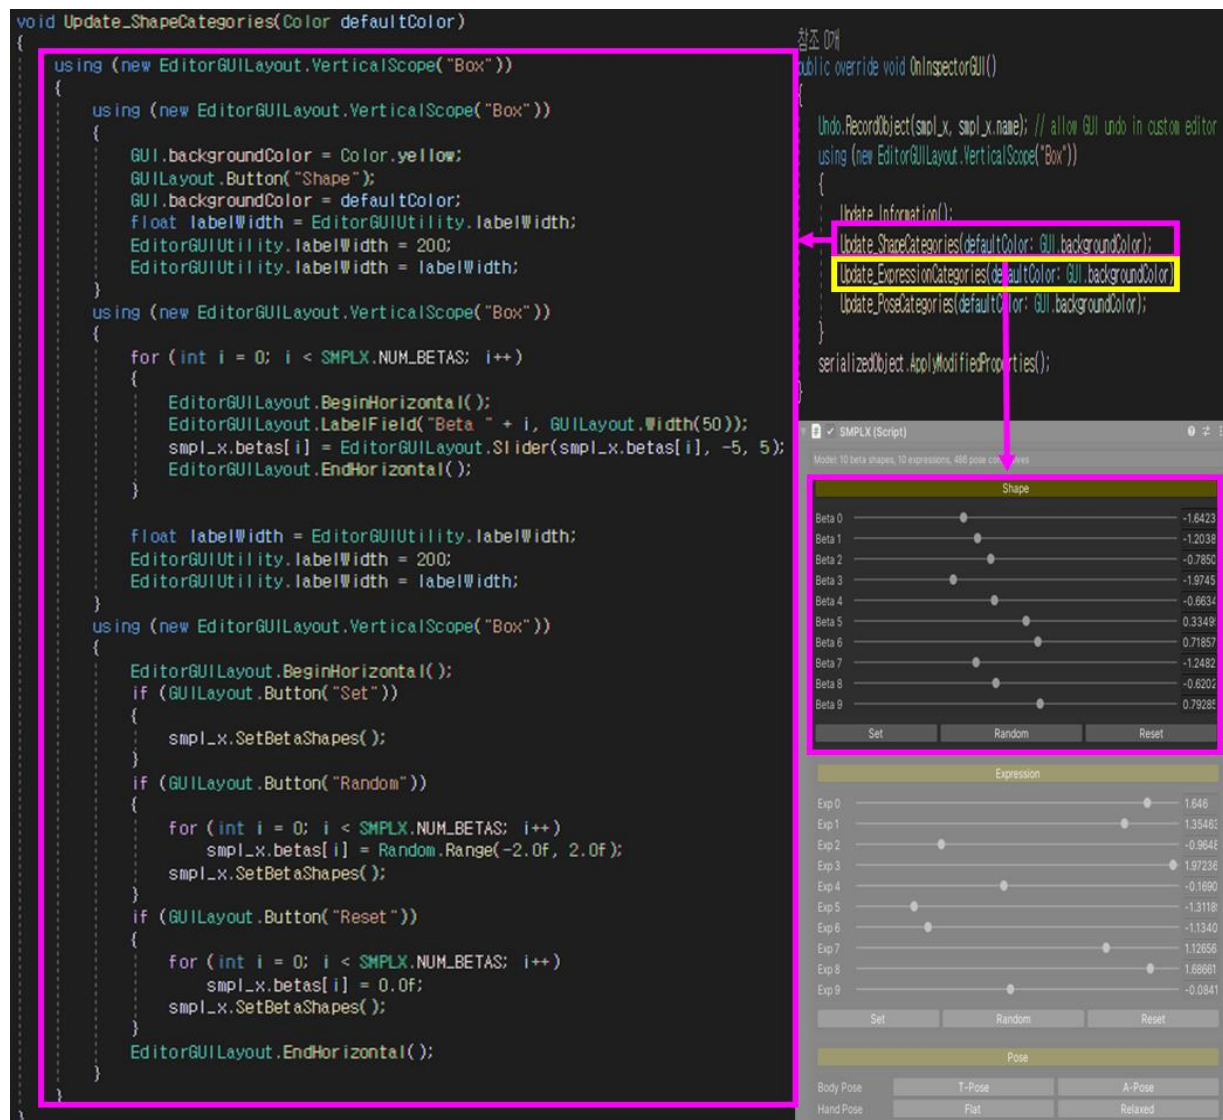 void Update_ShapeCategories(Color defaultColor)
{
using (new EditorGUILayout.VerticalScope("Box"))
{
using (new EditorGUILayout.VerticalScope("Box"))
{
GUI.backgroundColor = Color.yellow;
GUILayout.Button("Shape");
GUI.backgroundColor = defaultColor;
float labelWidth = EditorGUIUtility.labelWidth;
EditorGUIUtility.labelWidth = 200;
EditorGUIUtility.labelWidth = labelWidth;
}
using (new EditorGUILayout.VerticalScope("Box"))
{
for (int i = 0; i < SMPLX.NUM_BETAS; i++)
{
EditorGUILayout.BeginHorizontal();
EditorGUILayout.LabelField("Beta " + i, GUILayout.Width(50));
smpl_x.betas[i] = EditorGUILayout.Slider(smpl_x.betas[i], -5, 5);
EditorGUILayout.EndHorizontal();
}
float labelWidth = EditorGUIUtility.labelWidth;
EditorGUIUtility.labelWidth = 200;
EditorGUIUtility.labelWidth = labelWidth;
}
using (new EditorGUILayout.VerticalScope("Box"))
{
EditorGUILayout.BeginHorizontal();
if (GUILayout.Button("Set"))
{
smpl_x.SetBetaShapes();
}
if (GUILayout.Button("Random"))
{
for (int i = 0; i < SMPLX.NUM_BETAS; i++)
smpl_x.betas[i] = Random.Range(-2.0f, 2.0f);
smpl_x.SetBetaShapes();
}
if (GUILayout.Button("Reset"))
{
for (int i = 0; i < SMPLX.NUM_BETAS; i++)
smpl_x.betas[i] = 0.0f;
smpl_x.SetBetaShapes();
}
EditorGUILayout.EndHorizontal();
}
}
}
참조 0개
public override void OnInspectorGUI()
{
Undo.RecordObject(smpl_x, smpl_x.name); // allow GUI undo in custom editor
using (new EditorGUILayout.VerticalScope("Box"))
{
Update_Information();
Update_ShapeCategories(defaultColor: GUI.backgroundColor);
Update_ExpressionCategories(defaultColor: GUI.backgroundColor)
Update_PoseCategories(defaultColor: GUI.backgroundColor);
}
serializedObject.ApplyModifiedProperties();
}
# SMPLX (Script)
Model: 10 beta shapes, 10 expressions, 486 pose correctives
Shape
Beta 0 -1.6423
Beta 1 -1.2038
Beta 2 -0.7850
Beta 3 -1.9745
Beta 4 -0.6634
Beta 5 0.3349
Beta 6 0.71857
Beta 7 -1.2482
Beta 8 -0.6202
Beta 9 0.7928
Set Random Reset
Expression
Exp 0 1.646
Exp 1 1.3546
Exp 2 -0.964
Exp 3 1.97236
Exp 4 -0.1690
Exp 5 -1.3118
Exp 6 -1.1340
Exp 7 1.12656
Exp 8 1.68661
Exp 9 -0.0841
Set Random Reset
Pose
Body Pose T-Pose A-Pose
Hand Pose Flat Relaxed